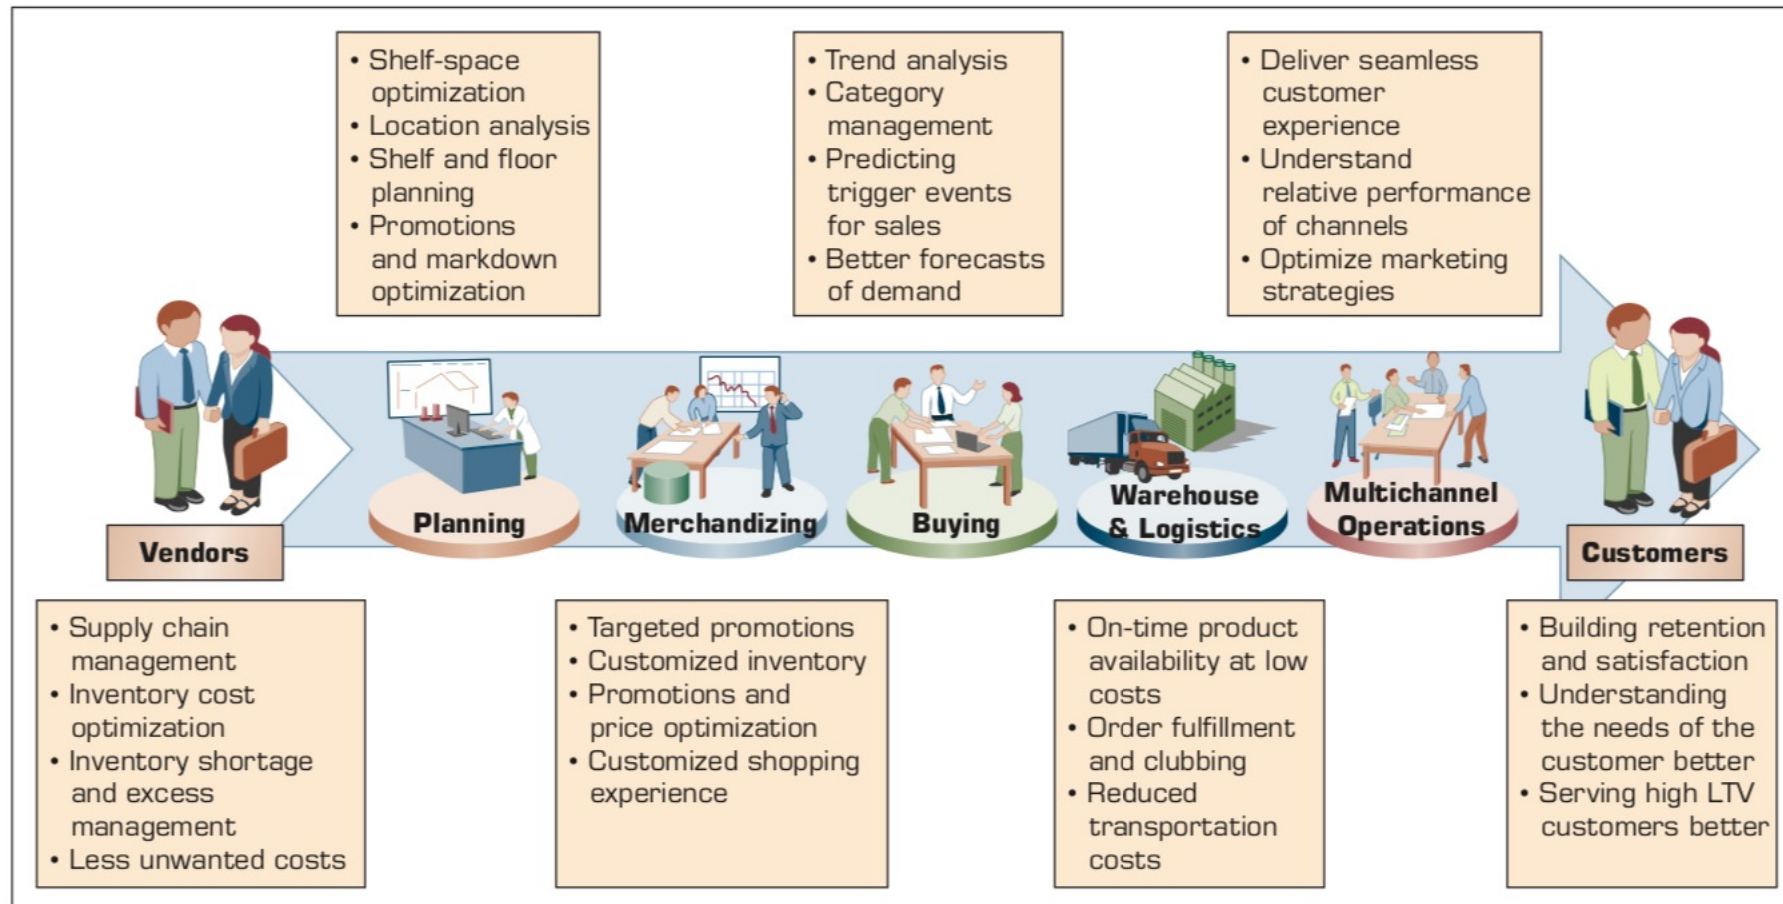 • Shelf-space
optimization
• Location analysis
• Shelf and floor
planning
• Promotions
and markdown
optimization
• Trend analysis
• Category
management
• Predicting
trigger events
for sales
• Better forecasts
of demand
• Deliver seamless
customer
experience
• Understand
relative performance
of channels
• Optimize marketing
strategies
Vendors
Planning
Merchandizing
Buying
Warehouse
& Logistics
Multichannel
Operations
Customers
• Supply chain
management
• Inventory cost
optimization
• Inventory shortage
and excess
management
• Less unwanted costs
• Targeted promotions
• Customized inventory
• Promotions and
price optimization
• Customized shopping
experience
• On-time product
availability at low
costs
• Order fulfillment
and clubbing
• Reduced
transportation
costs
• Building retention
and satisfaction
• Understanding
the needs of the
customer better
• Serving high LTV
customers better